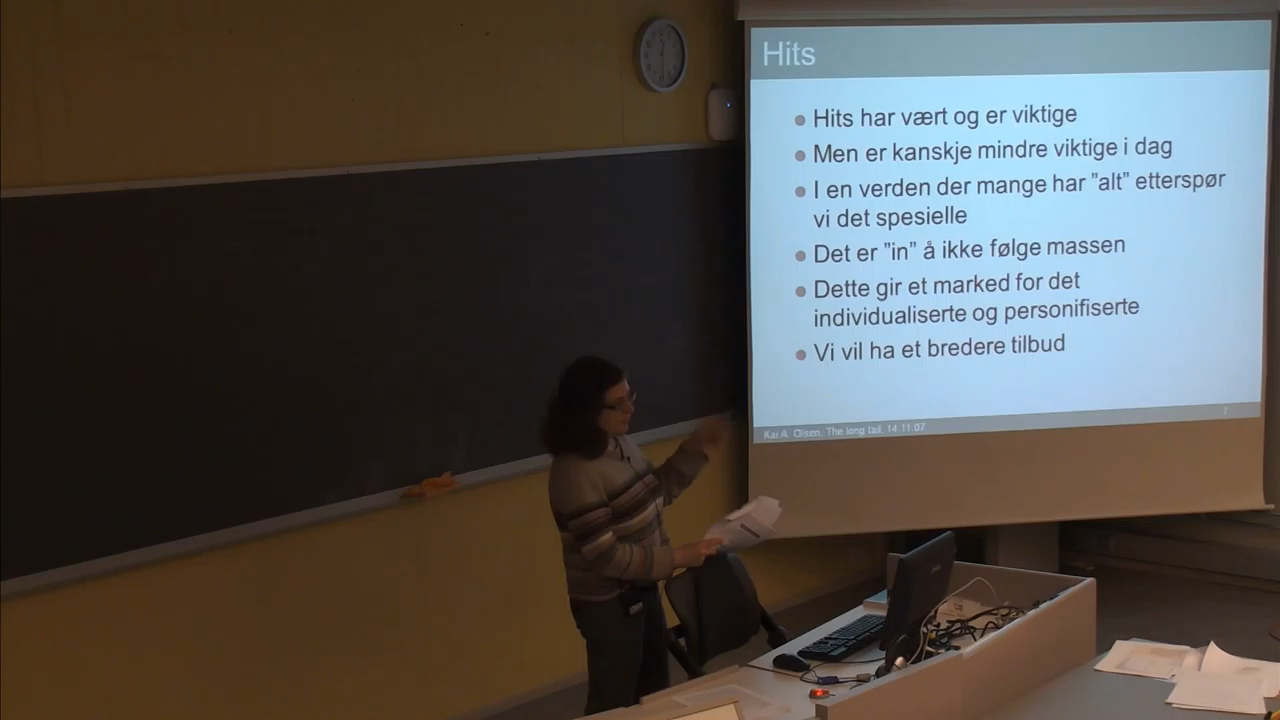 Hits
Hits har vært og er viktige
Men er kanskje mindre viktige i dag
I en verden der mange har ”alt” etterspør
vi det spesielle
Det er ”in” å ikke følge massen
Dette gir et marked for det
individualiserte og personifiserte
Vi vil ha et bredere tilbud
Kai A. Olsen, The long tail, 14.11.07
7